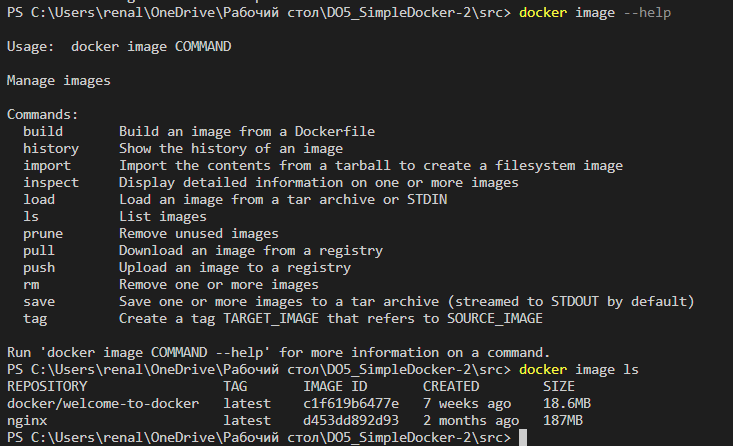 PS C:\Users\renal\OneDrive\Рабочий стол\DO5_SimpleDocker-2\src> docker image --help
Usage:  docker image COMMAND
Manage images
Commands:
  build       Build an image from a Dockerfile
  history     Show the history of an image
  import      Import the contents from a tarball to create a filesystem image
  inspect     Display detailed information on one or more images
  load        Load an image from a tar archive or STDIN
  ls          List images
  prune       Remove unused images
  pull        Download an image from a registry
  push        Upload an image to a registry
  rm          Remove one or more images
  save        Save one or more images to a tar archive (streamed to STDOUT by default)
  tag         Create a tag TARGET_IMAGE that refers to SOURCE_IMAGE
Run 'docker image COMMAND --help' for more information on a command.
PS C:\Users\renal\OneDrive\Рабочий стол\DO5_SimpleDocker-2\src> docker image ls
REPOSITORY                 TAG       IMAGE ID       CREATED        SIZE
docker/welcome-to-docker   latest    c1f619b6477e   7 weeks ago    18.6MB
nginx                      latest    d453dd892d93   2 months ago   187MB
PS C:\Users\renal\OneDrive\Рабочий стол\DO5_SimpleDocker-2\src>